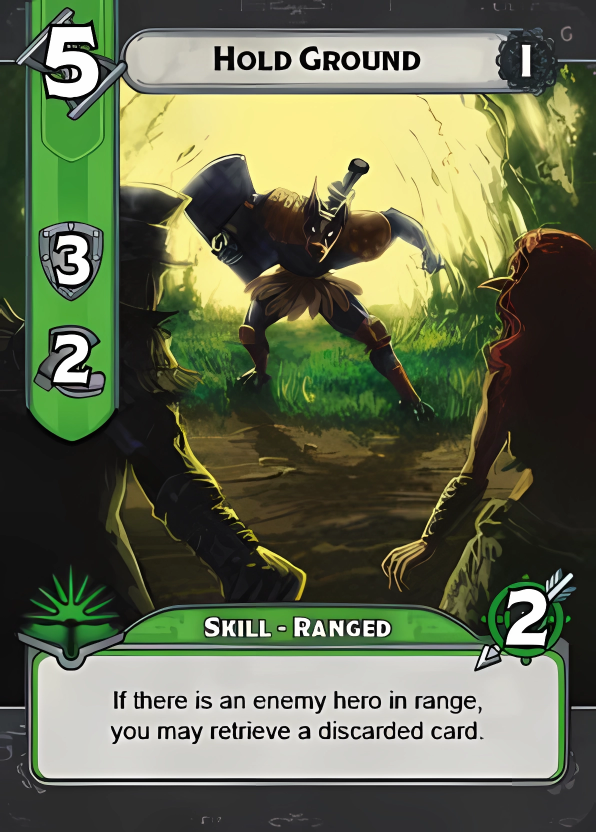 5
HOLD GROUND
I
G
3
2
SKILL - RANGED
2
If there is an enemy hero in range,
you may retrieve a discarded card.